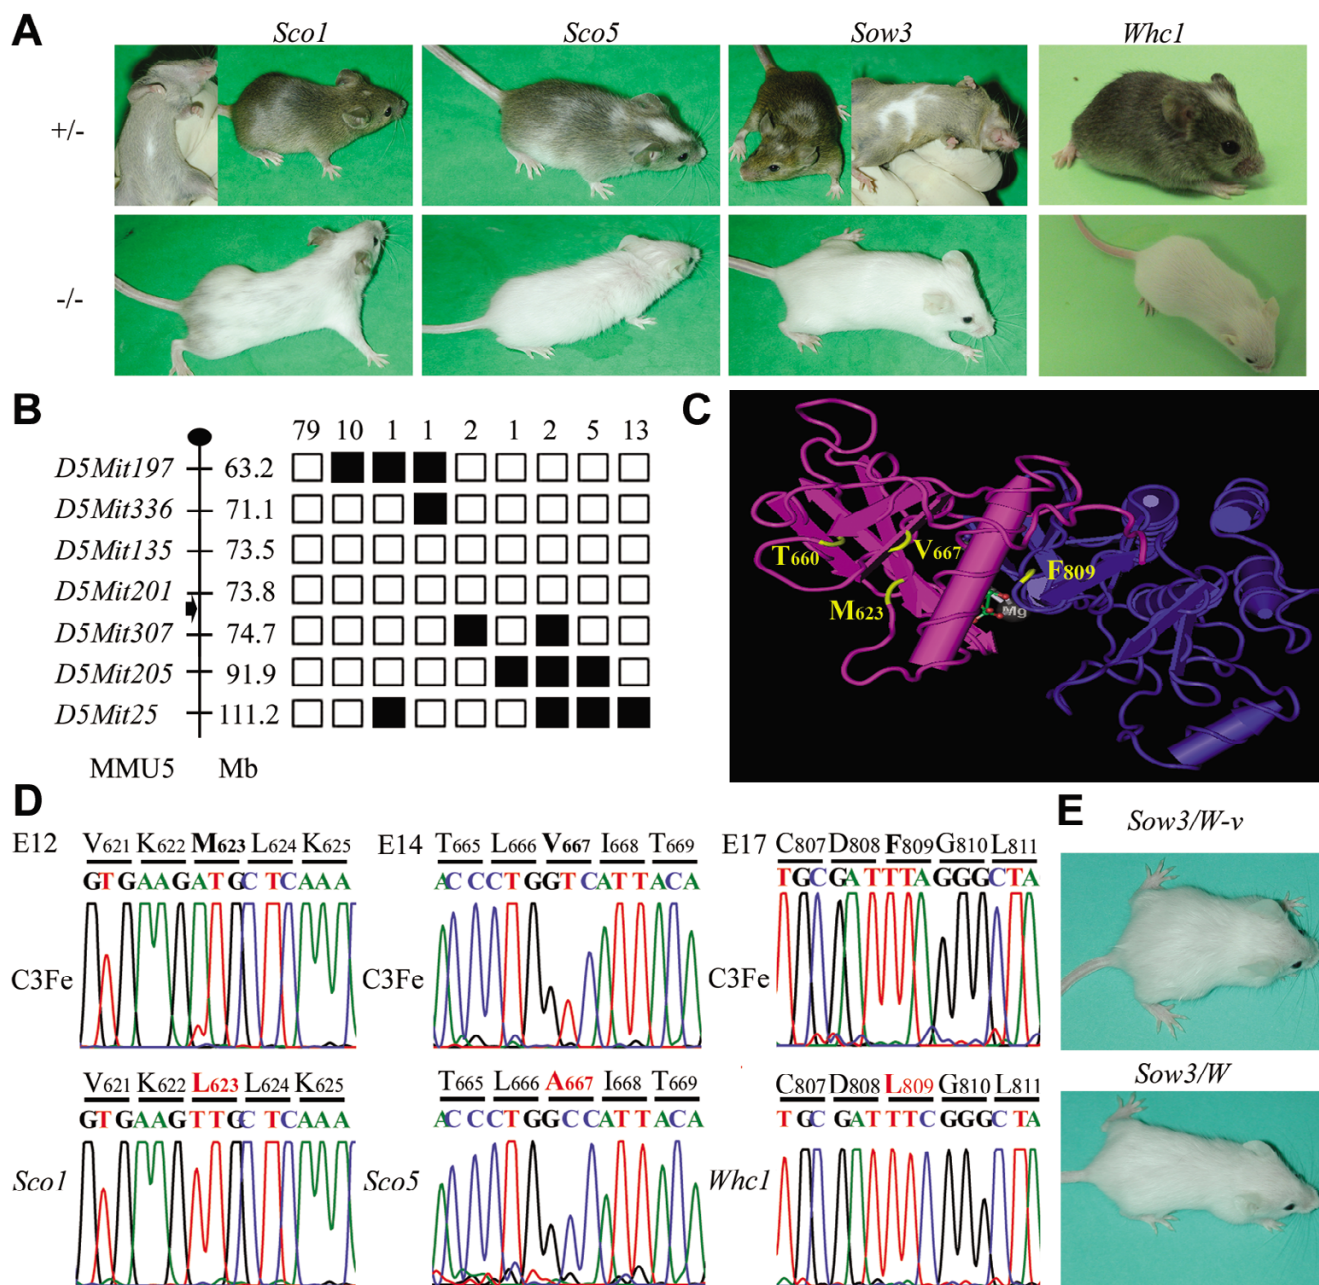 A
Sco1 Sco5 Sow3 Whc1
+/-
-/-
B
79 10 1 1 2 1 2 5 13
D5Mit197 63.2
D5Mit336 71.1
D5Mit135 73.5
D5Mit201 73.8
D5Mit307 74.7
D5Mit205 91.9
D5Mit25 111.2
MMU5 Mb
C
T660
V667
M623
F809
Mg
D
E12 V621 K622 M623 L624 K625
GTGAAGATGCTCAAA
C3Fe
V621 K622 L623 L624 K625
GTGAAGTTGCTCAAA
Sco1
E14 T665 L666 V667 I668 T669
ACCCTGGTCATTACA
C3Fe
T665 L666 A667 I668 T669
ACCCTGGCCATTACA
Sco5
E17 C807 D808 F809 G810 L811
TGCGATTTAGGGCTA
C3Fe
C807 D808 L809 G810 L811
TGCGATTTCGGGCTA
Whc1
E
Sow3/W-v
Sow3/W